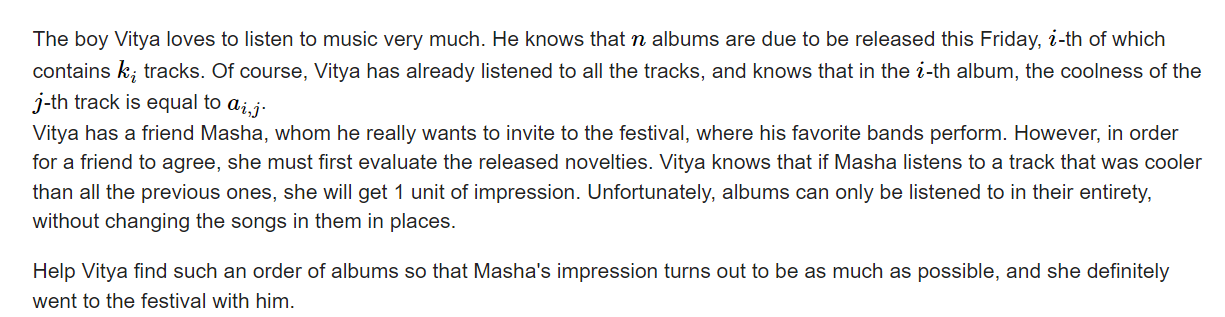 The boy Vitya loves to listen to music very much. He knows that n albums are due to be released this Friday, i-th of which
contains k_i tracks. Of course, Vitya has already listened to all the tracks, and knows that in the i-th album, the coolness of the
j-th track is equal to a_{i,j}.
Vitya has a friend Masha, whom he really wants to invite to the festival, where his favorite bands perform. However, in order
for a friend to agree, she must first evaluate the released novelties. Vitya knows that if Masha listens to a track that was cooler
than all the previous ones, she will get 1 unit of impression. Unfortunately, albums can only be listened to in their entirety,
without changing the songs in them in places.
Help Vitya find such an order of albums so that Masha's impression turns out to be as much as possible, and she definitely
went to the festival with him.